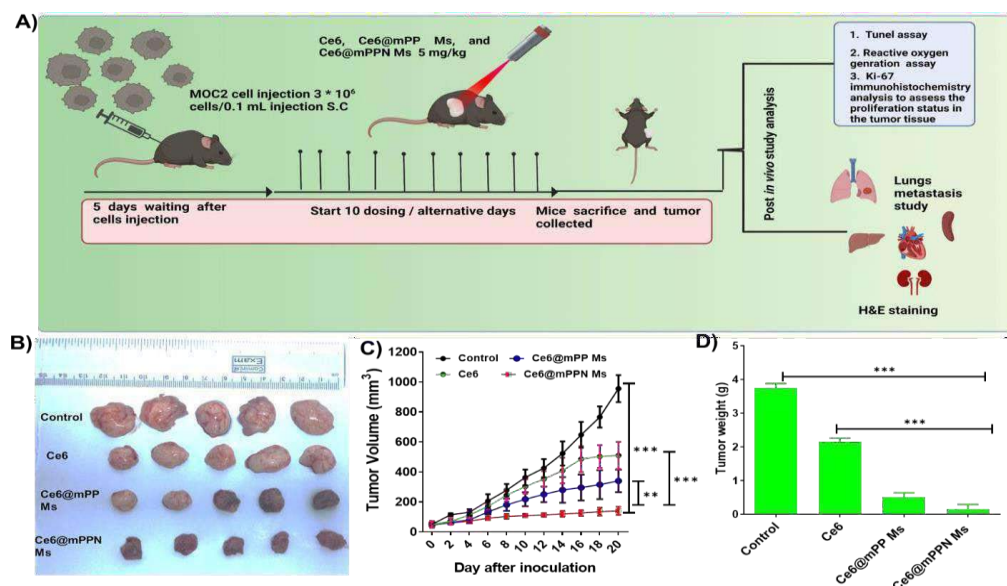 A)
Ce6, Ce6@mPP Ms, and
Ce6@mPPN Ms 5 mg/kg
MOC2 cell injection 3 * 10⁶
cells/0.1 mL injection S.C
5 days waiting after
cells injection
Start 10 dosing / alternative days
Mice sacrifice and tumor
collected
Post in vivo study analysis
1. Tunel assay
2. Reactive oxygen
genration assay
3. Ki-67
immunohistochemistry
analysis to assess the
proliferation status in
the tumor tissue
Lungs
metastasis
study
H&E staining
B)
Exam
Control
Ce6
Ce6@mPP
Ms
Ce6@mPPN
Ms
C)
Control
Ce6@mPP Ms
Ce6
Ce6@mPPN Ms
Tumor Volume (mm³)
1200
1000
800
600
400
200
0
0 2 4 6 8 10 12 14 16 18 20
Day after inoculation
***
**
***
D)
Tumor weight (g)
5
4
3
2
1
0
***
***
Control
Ce6
Ce6@mPP Ms
Ce6@mPPN Ms